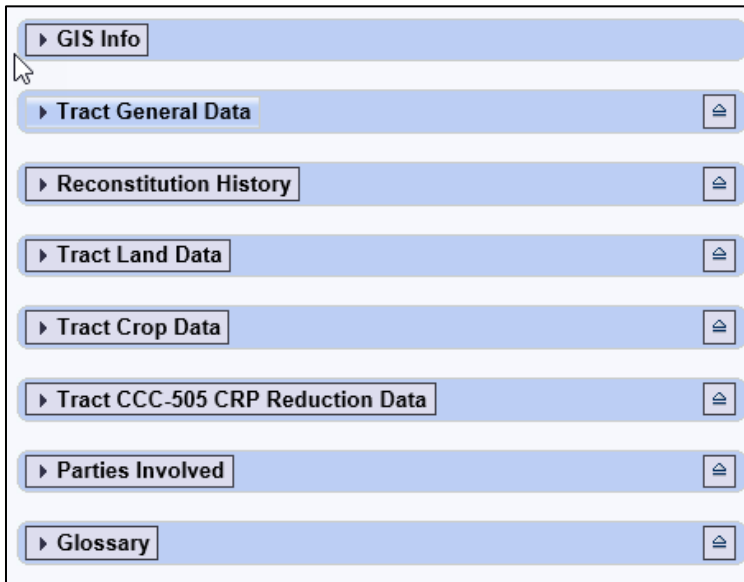 GIS Info
Tract General Data
Reconstitution History
Tract Land Data
Tract Crop Data
Tract CCC-505 CRP Reduction Data
Parties Involved
Glossary